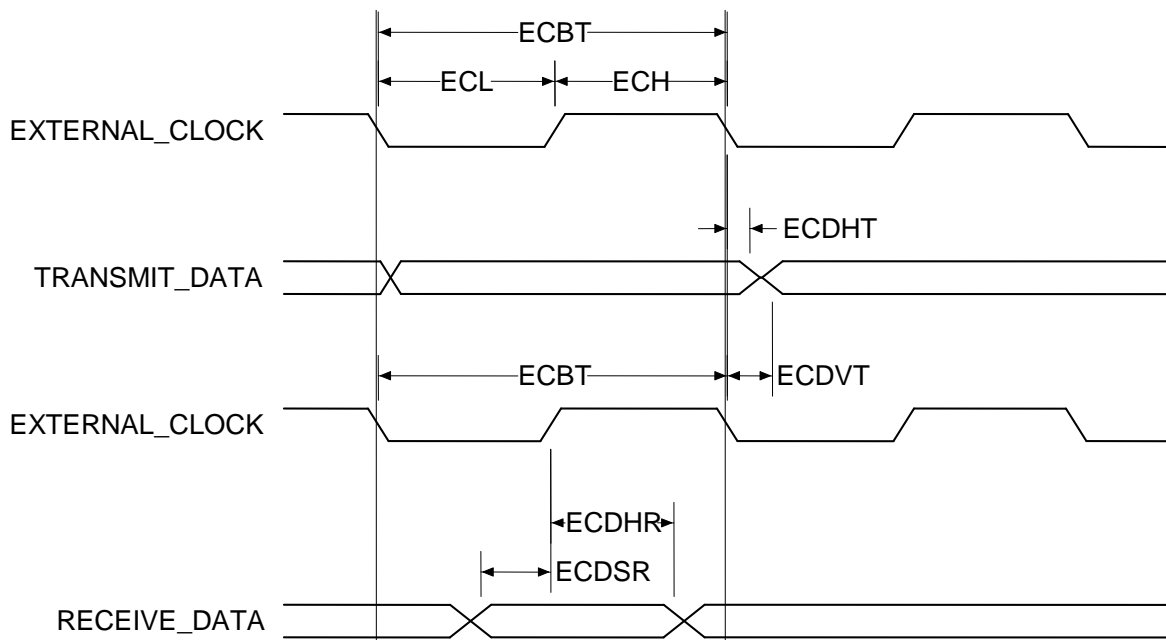 ECBT
ECL ECH
EXTERNAL_CLOCK
ECDHT
TRANSMIT_DATA
ECBT ECDVT
EXTERNAL_CLOCK
ECDHR
ECDSR
RECEIVE_DATA